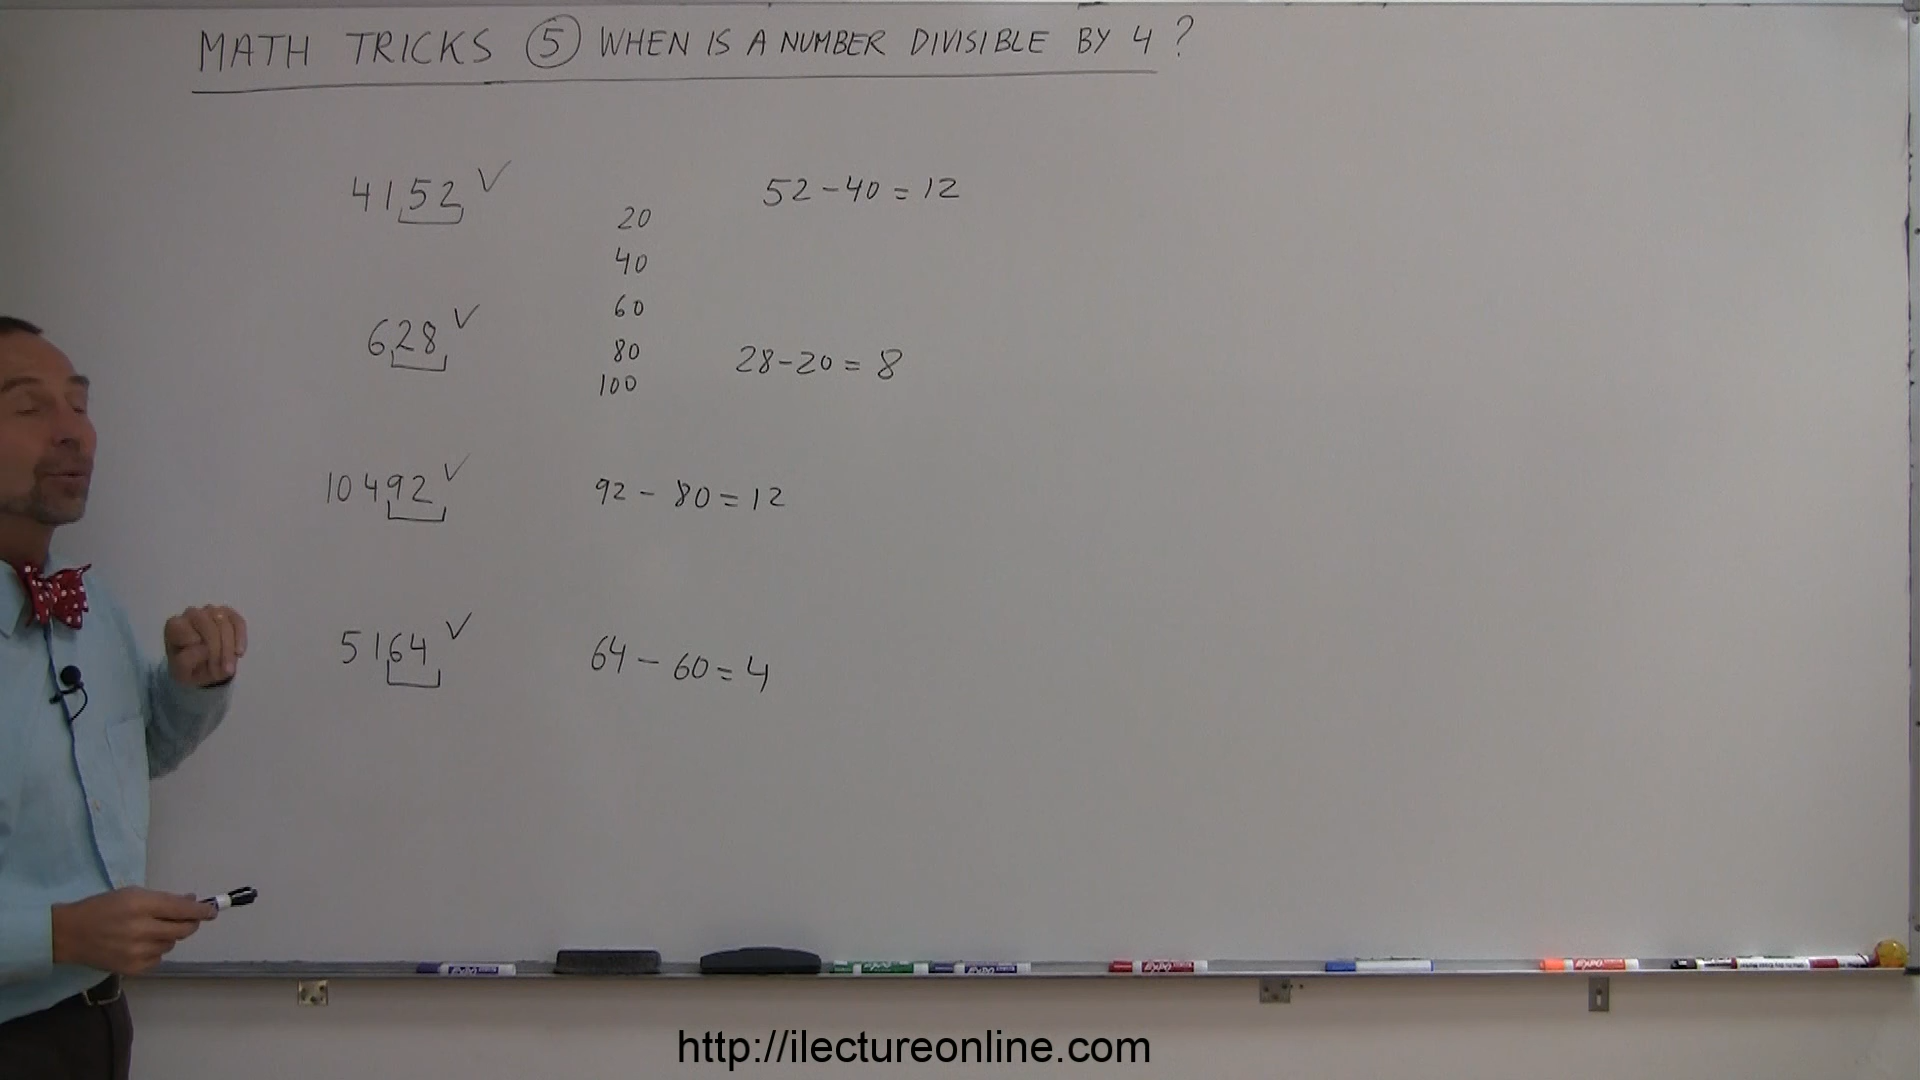 MATH TRICKS ⑤ WHEN IS A NUMBER DIVISIBLE BY 4 ?
4152 ✓
52 - 40 = 12
20
40
60
80
100
628 ✓
28 - 20 = 8
10492 ✓
92 - 80 = 12
5164 ✓
64 - 60 = 4
EXPO
http://ilectureonline.com